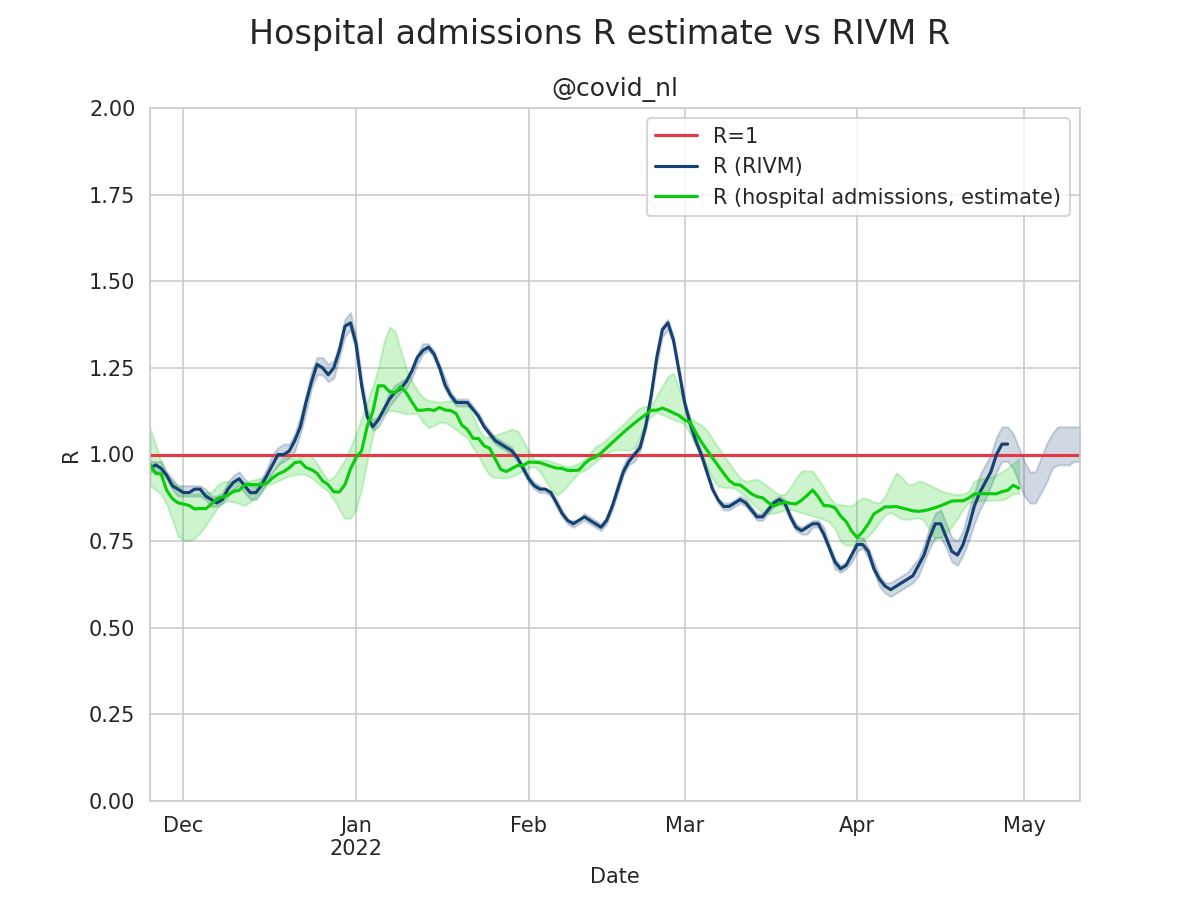 Hospital admissions R estimate vs RIVM R
@covid_nl
2.00
1.75
1.50
1.25
1.00
0.75
0.50
0.25
0.00
R
R=1
R (RIVM)
R (hospital admissions, estimate)
Dec
Jan
2022
Feb
Mar
Apr
May
Date